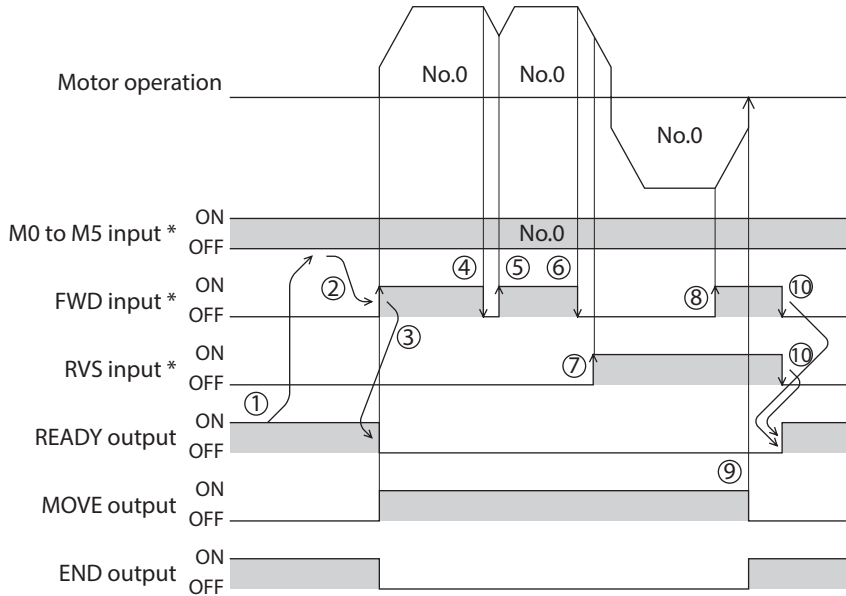 Motor operation
No.0
No.0
No.0
M0 to M5 input *
ON
OFF
No.0
FWD input *
ON
OFF
②
④
⑤
⑥
⑧
⑩
RVS input *
ON
OFF
③
⑦
⑩
READY output
ON
OFF
①
MOVE output
ON
OFF
⑨
END output
ON
OFF